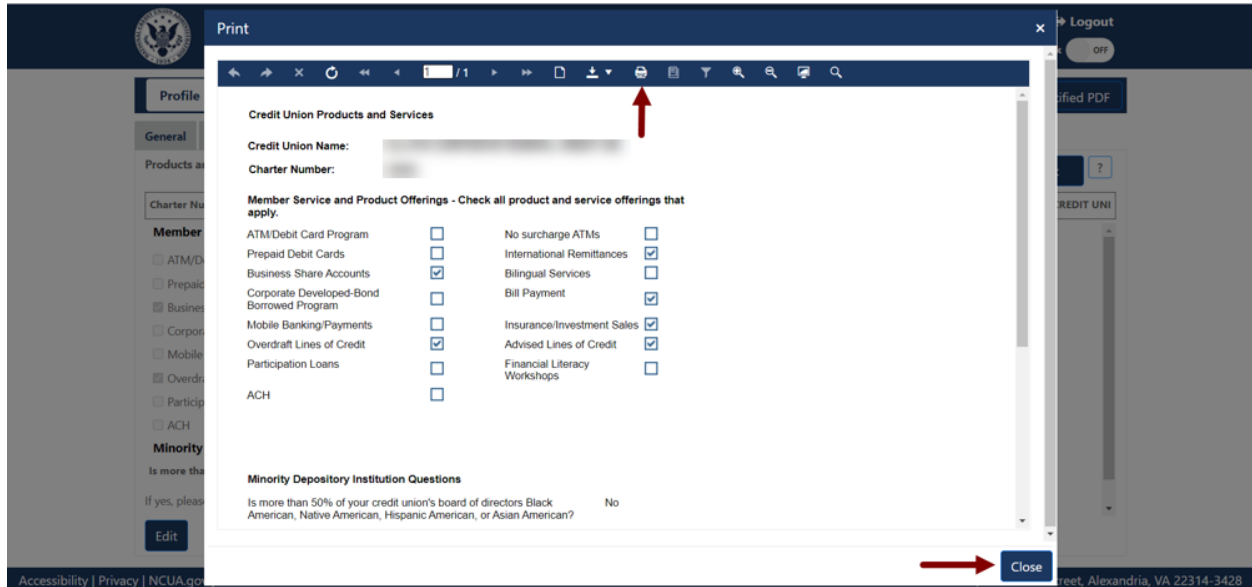 Print
×
Logout
OFF
1 / 1
Profile
tified PDF
General
Credit Union Products and Services
Credit Union Name:
Charter Number:
Products a
?
Charter Nu
CREDIT UNI
Member Service and Product Offerings - Check all product and service offerings that
apply.
Member
ATM/Debit Card Program
No surcharge ATMs
Prepaid Debit Cards
International Remittances
Business Share Accounts
Bilingual Services
Corporate Developed-Bond
Borrowed Program
Bill Payment
Mobile Banking/Payments
Insurance/Investment Sales
Overdraft Lines of Credit
Advised Lines of Credit
Participation Loans
Financial Literacy
Workshops
ACH
ATM/D
Prepaid
Busines
Corpor
Mobile
Overdra
Particip
ACH
Minority
Is more tha
If yes, pleas
Edit
Minority Depository Institution Questions
Is more than 50% of your credit union's board of directors Black
American, Native American, Hispanic American, or Asian American?
No
Close
Accessibility | Privacy | NCUA.gov
treet, Alexandria, VA 22314-3428